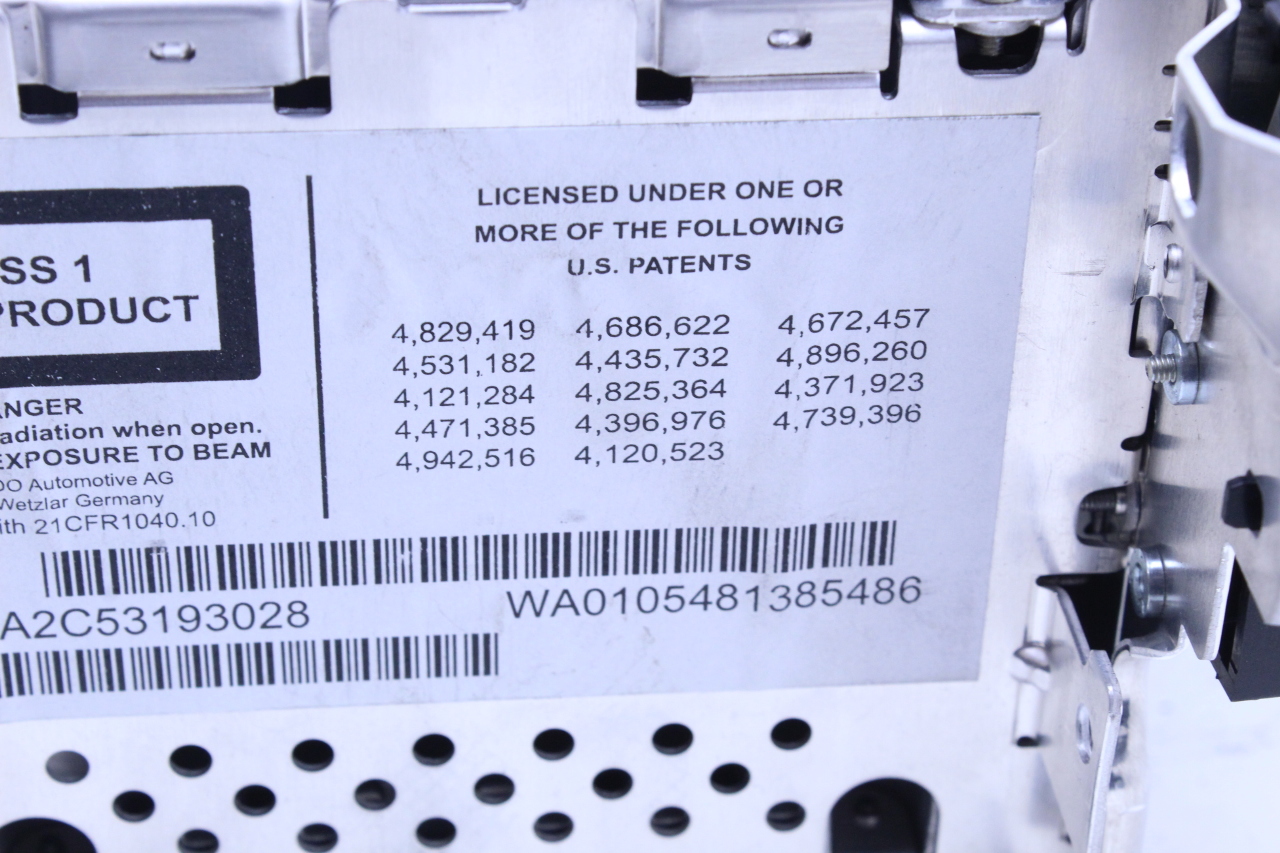 SS 1
PRODUCT
ANGER
adiation when open.
EXPOSURE TO BEAM
DO Automotive AG
Wetzlar Germany
ith 21CFR1040.10
LICENSED UNDER ONE OR
MORE OF THE FOLLOWING
U.S. PATENTS
4,829,419 4,686,622 4,672,457
4,531,182 4,435,732 4,896,260
4,121,284 4,825,364 4,371,923
4,471,385 4,396,976 4,739,396
4,942,516 4,120,523
A2C53193028 WA0105481385486